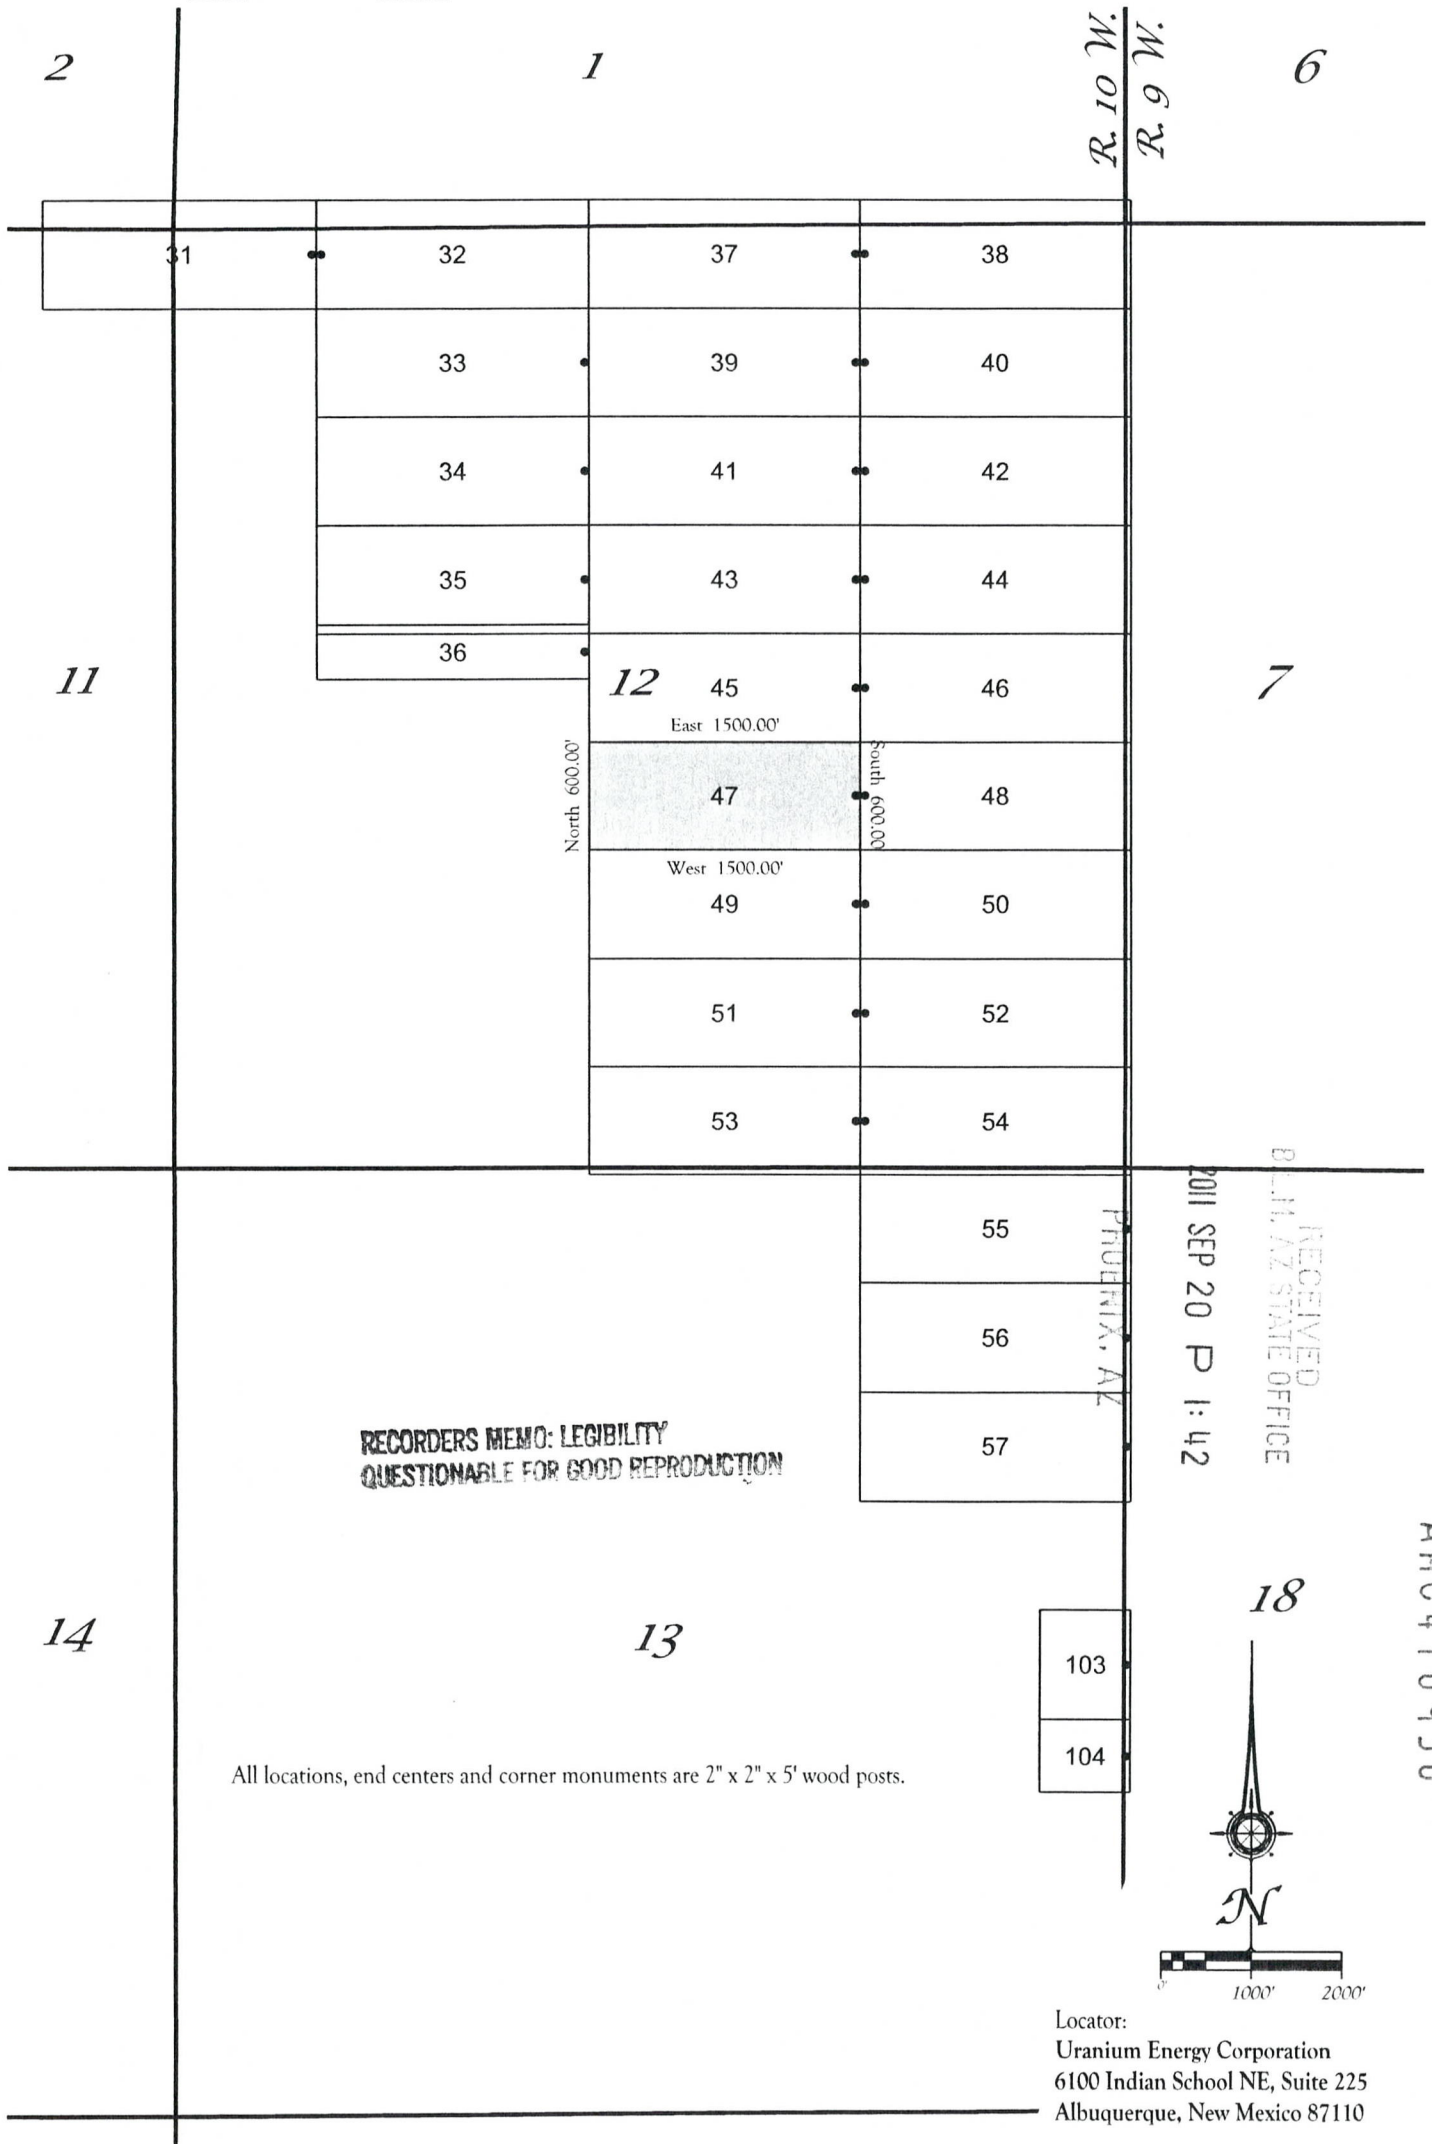 2
1
R. 10 W.
R. 9 W.
6
31
32
37
38
33
39
40
34
41
42
35
43
44
36
11
12
45
46
7
East 1500.00'
North 600.00'
47
South 600.00'
48
West 1500.00'
49
50
51
52
53
54
55
PHOENIX, AZ
2011 SEP 20 P 1:42
RECEIVED
B.L.M. AZ STATE OFFICE
56
57
RECORDERS MEMO: LEGIBILITY
QUESTIONABLE FOR GOOD REPRODUCTION
14
13
18
103
104
All locations, end centers and corner monuments are 2" x 2" x 5' wood posts.
N
0'
1000'
2000'
Locator:
Uranium Energy Corporation
6100 Indian School NE, Suite 225
Albuquerque, New Mexico 87110